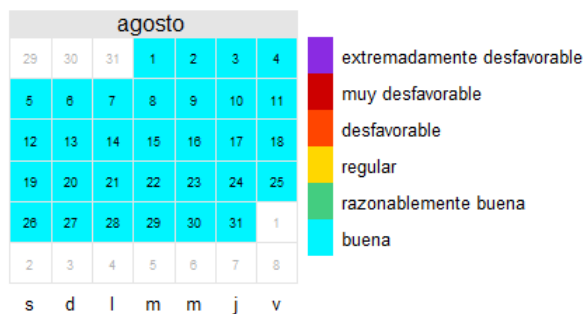 agosto
29 30 31 1 2 3 4
5 6 7 8 9 10 11
12 13 14 15 16 17 18
19 20 21 22 23 24 25
26 27 28 29 30 31 1
2 3 4 5 6 7 8
s d l m m j v
extremadamente desfavorable
muy desfavorable
desfavorable
regular
razonablemente buena
buena